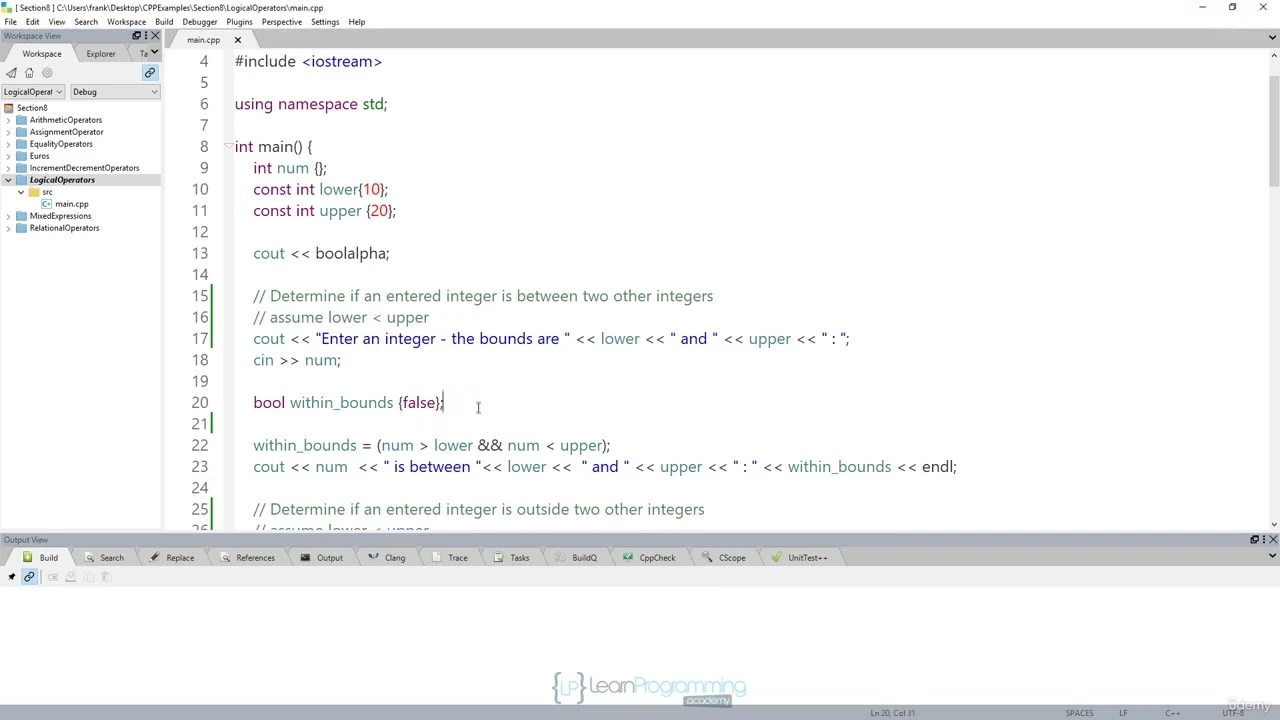 [ Section8 ] C:\Users\frank\Desktop\CPPExamples\Section8\LogicalOperators\main.cpp
File Edit View Search Workspace Build Debugger Plugins Perspective Settings Help
Workspace View
main.cpp
Workspace Explorer Ta
LogicalOperat Debug
Section8
ArithmeticOperators
AssignmentOperator
EqualityOperators
Euros
IncrementDecrementOperators
LogicalOperators
src
main.cpp
MixedExpressions
RelationalOperators
4 #include <iostream>
5
6 using namespace std;
7
8 int main() {
9 int num {};
10 const int lower{10};
11 const int upper {20};
12
13 cout << boolalpha;
14
15 // Determine if an entered integer is between two other integers
16 // assume lower < upper
17 cout << "Enter an integer - the bounds are " << lower << " and " << upper << " : ";
18 cin >> num;
19
20 bool within_bounds {false};
21
22 within_bounds = (num > lower && num < upper);
23 cout << num  << " is between "<< lower <<  " and " << upper << " : " << within_bounds << endl;
24
25 // Determine if an entered integer is outside two other integers
26 // assume lower < upper
Output View
Build Search Replace References Output Clang Trace Tasks BuildQ CppCheck CScope UnitTest++
{LP} LearnProgramming
academy
ûdemy
Ln 20, Col 31 SPACES LF C++ UTF-8